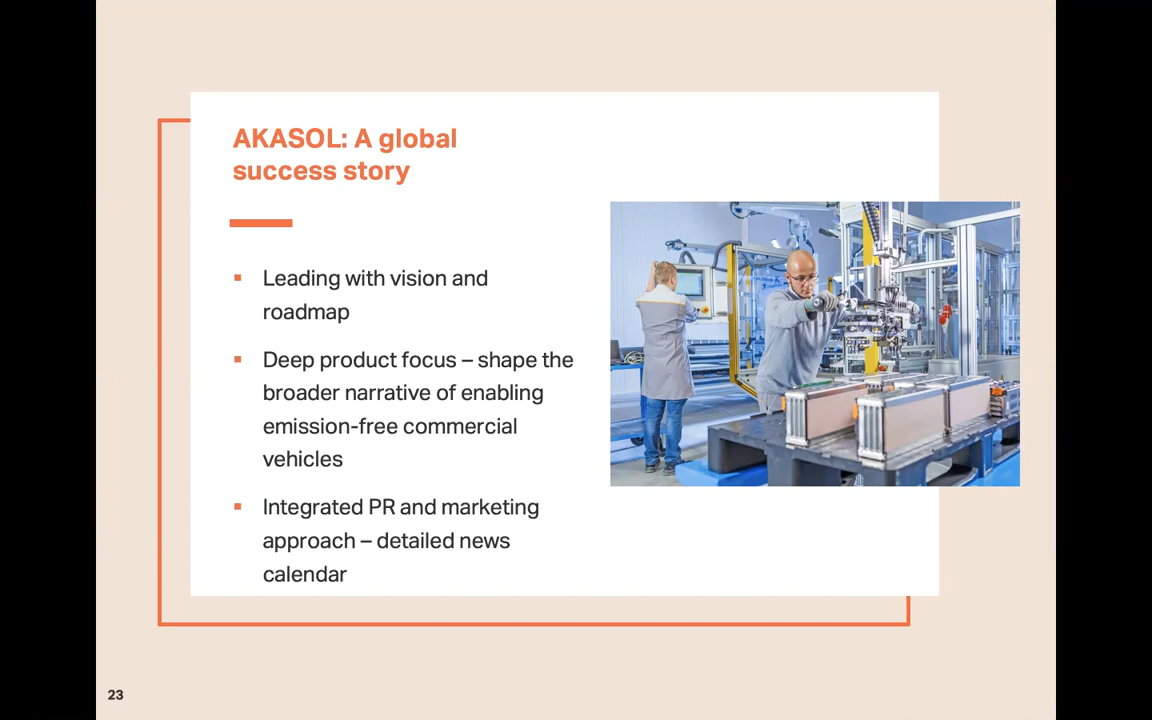 AKASOL: A global
success story
Leading with vision and
roadmap
Deep product focus – shape the
broader narrative of enabling
emission-free commercial
vehicles
Integrated PR and marketing
approach – detailed news
calendar
23